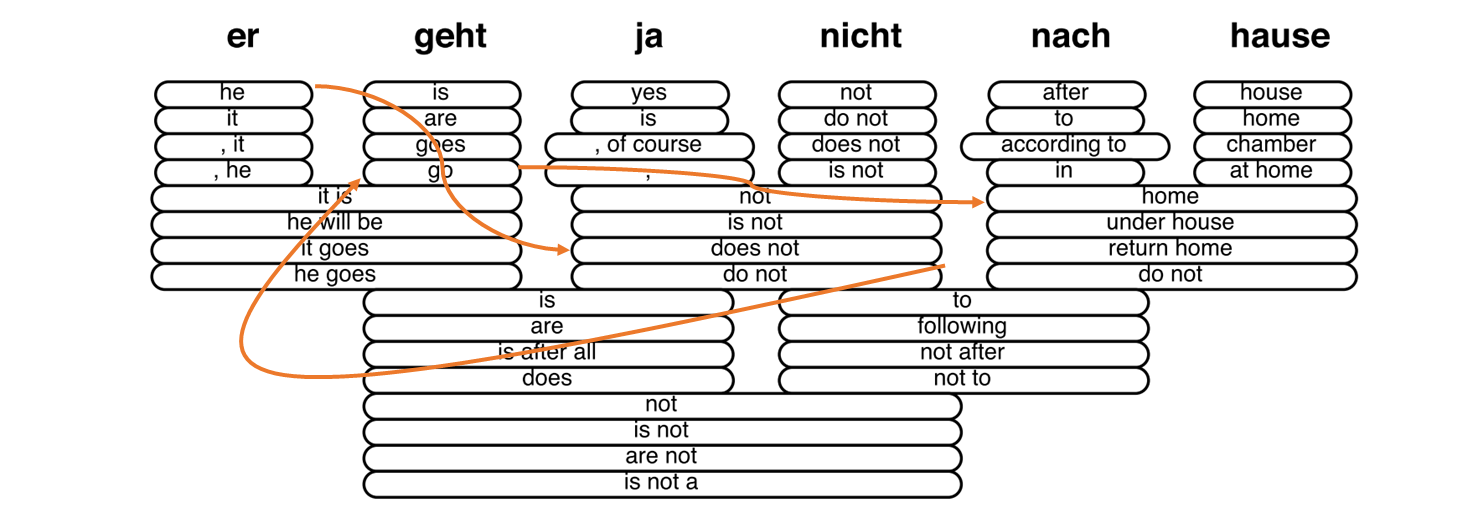 er geht ja nicht nach hause
he is yes not after house
it are is do not to home
, it goes , of course does not according to chamber
, he go , is not in at home
it is not home
he will be is not under house
it goes does not return home
he goes do not do not
is to
are following
is after all not after
does not to
not
is not
are not
is not a